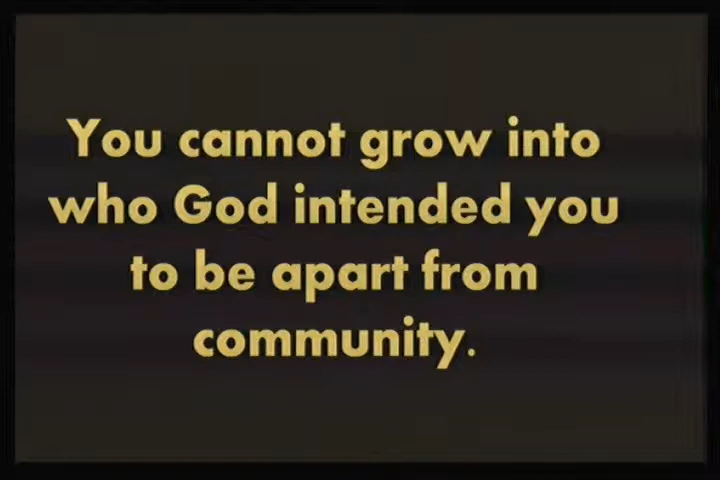 You cannot grow into
who God intended you
to be apart from
community.